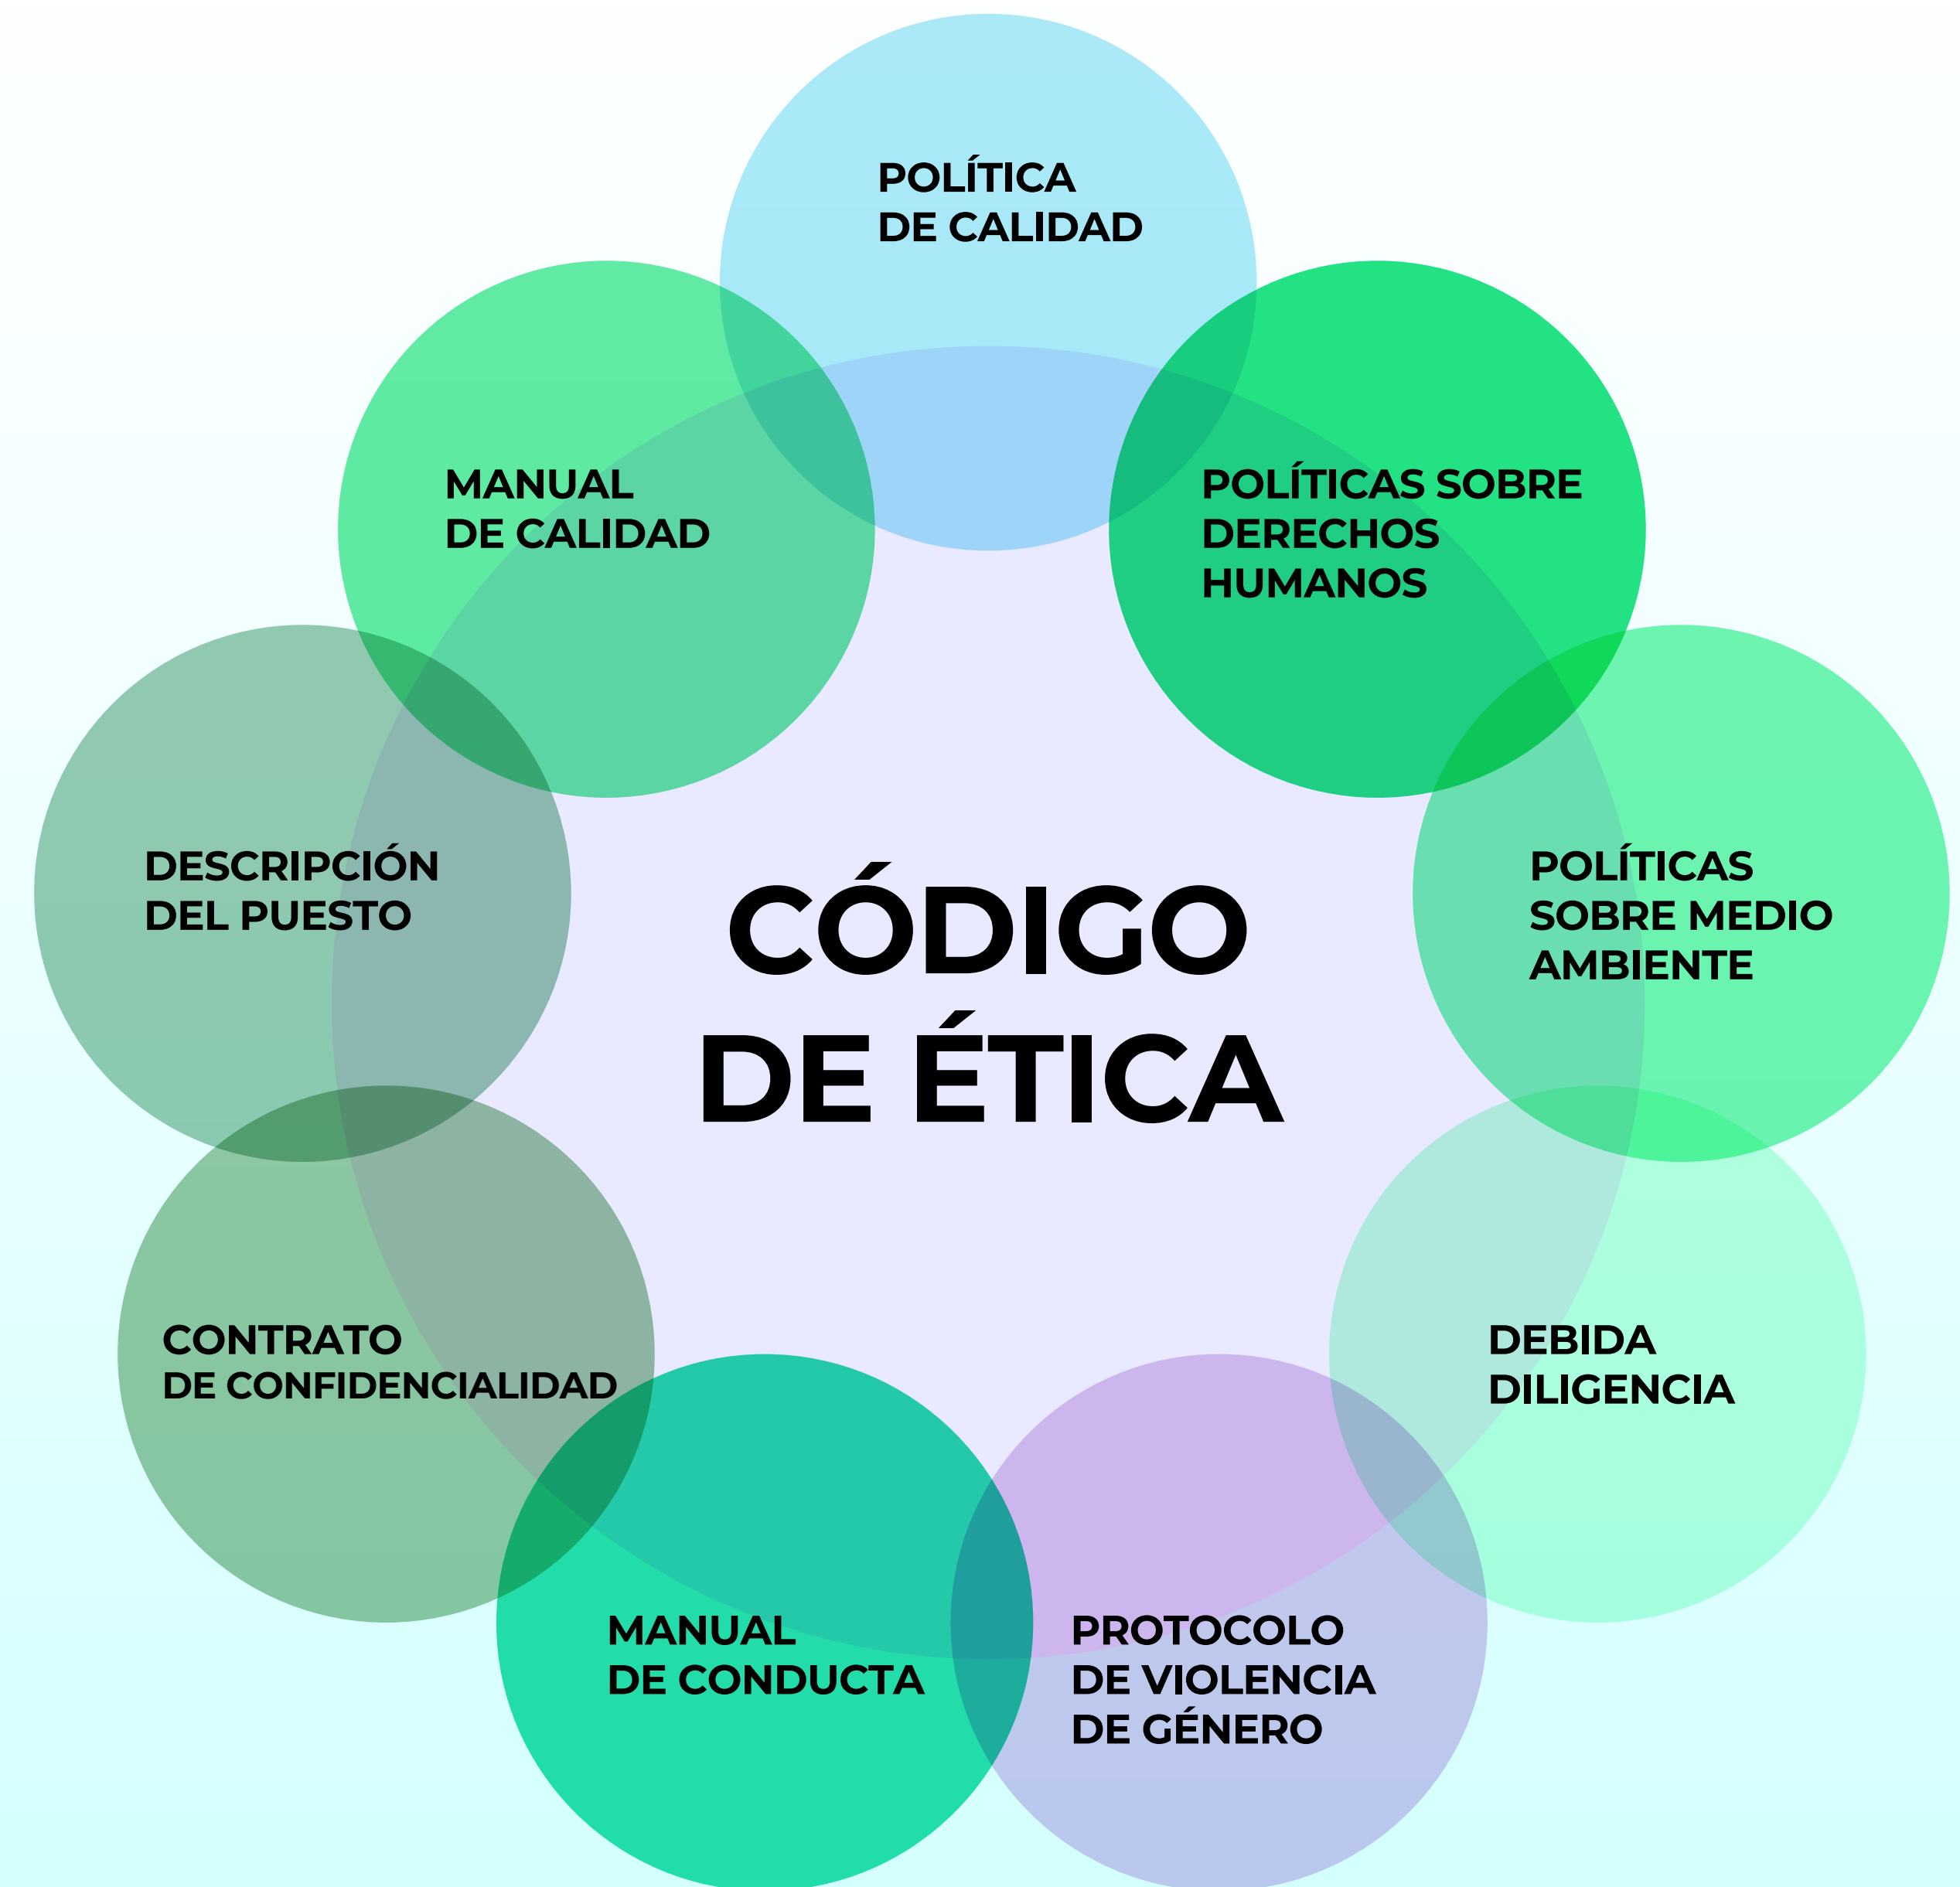 POLÍTICA
DE CALIDAD
MANUAL
DE CALIDAD
POLÍTICAS SOBRE
DERECHOS
HUMANOS
DESCRIPCIÓN
DEL PUESTO
CÓDIGO
DE ÉTICA
POLÍTICAS
SOBRE MEDIO
AMBIENTE
CONTRATO
DE CONFIDENCIALIDAD
DEBIDA
DILIGENCIA
MANUAL
DE CONDUCTA
PROTOCOLO
DE VIOLENCIA
DE GÉNERO